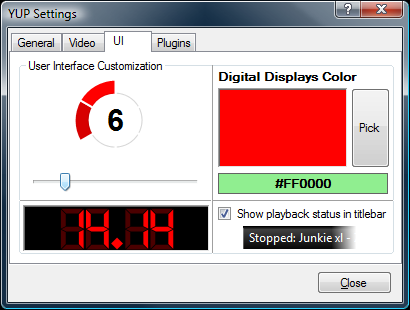 YUP Settings
?
General Video UI Plugins
User Interface Customization
6
Digital Displays Color
Pick
#FF0000
14.14
Show playback status in titlebar
Stopped: Junkie xl -
Close